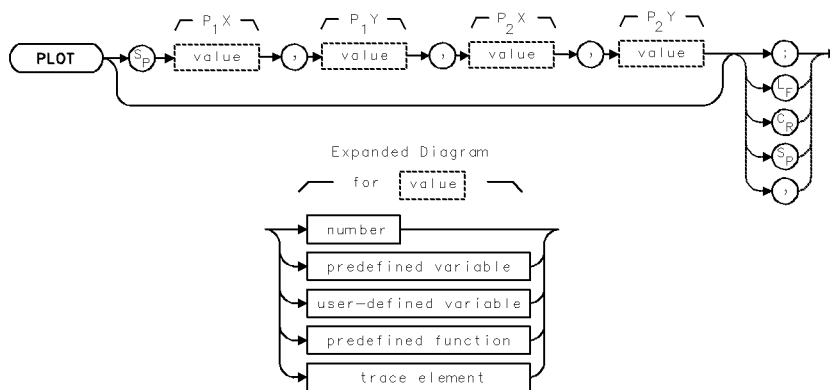 P1X P1Y P2X P2Y
PLOT SP value , value , value , value ;
LF
CR
SP
,
Expanded Diagram
for value
number
predefined variable
user-defined variable
predefined function
trace element